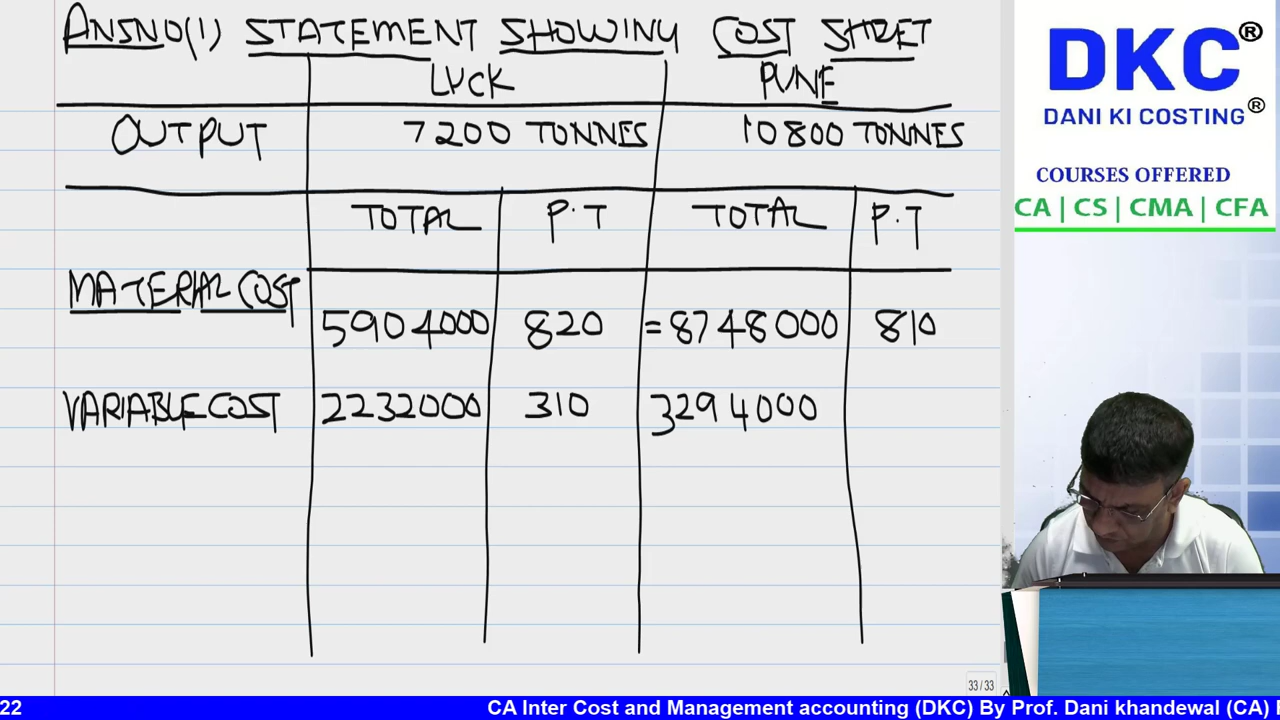 ANSNO(1) STATEMENT SHOWING COST SHEET
LUCK PUNE
OUTPUT 7200 TONNES 10800 TONNES
TOTAL P.T TOTAL P.T
MATERIAL COST
5904000 820 =8748000 810
VARIABLE COST 2232000 310 3294000
33/33
DKC®
DANI KI COSTING®
COURSES OFFERED
CA | CS | CMA | CFA
22 CA Inter Cost and Management accounting (DKC) By Prof. Dani khandewal (CA)